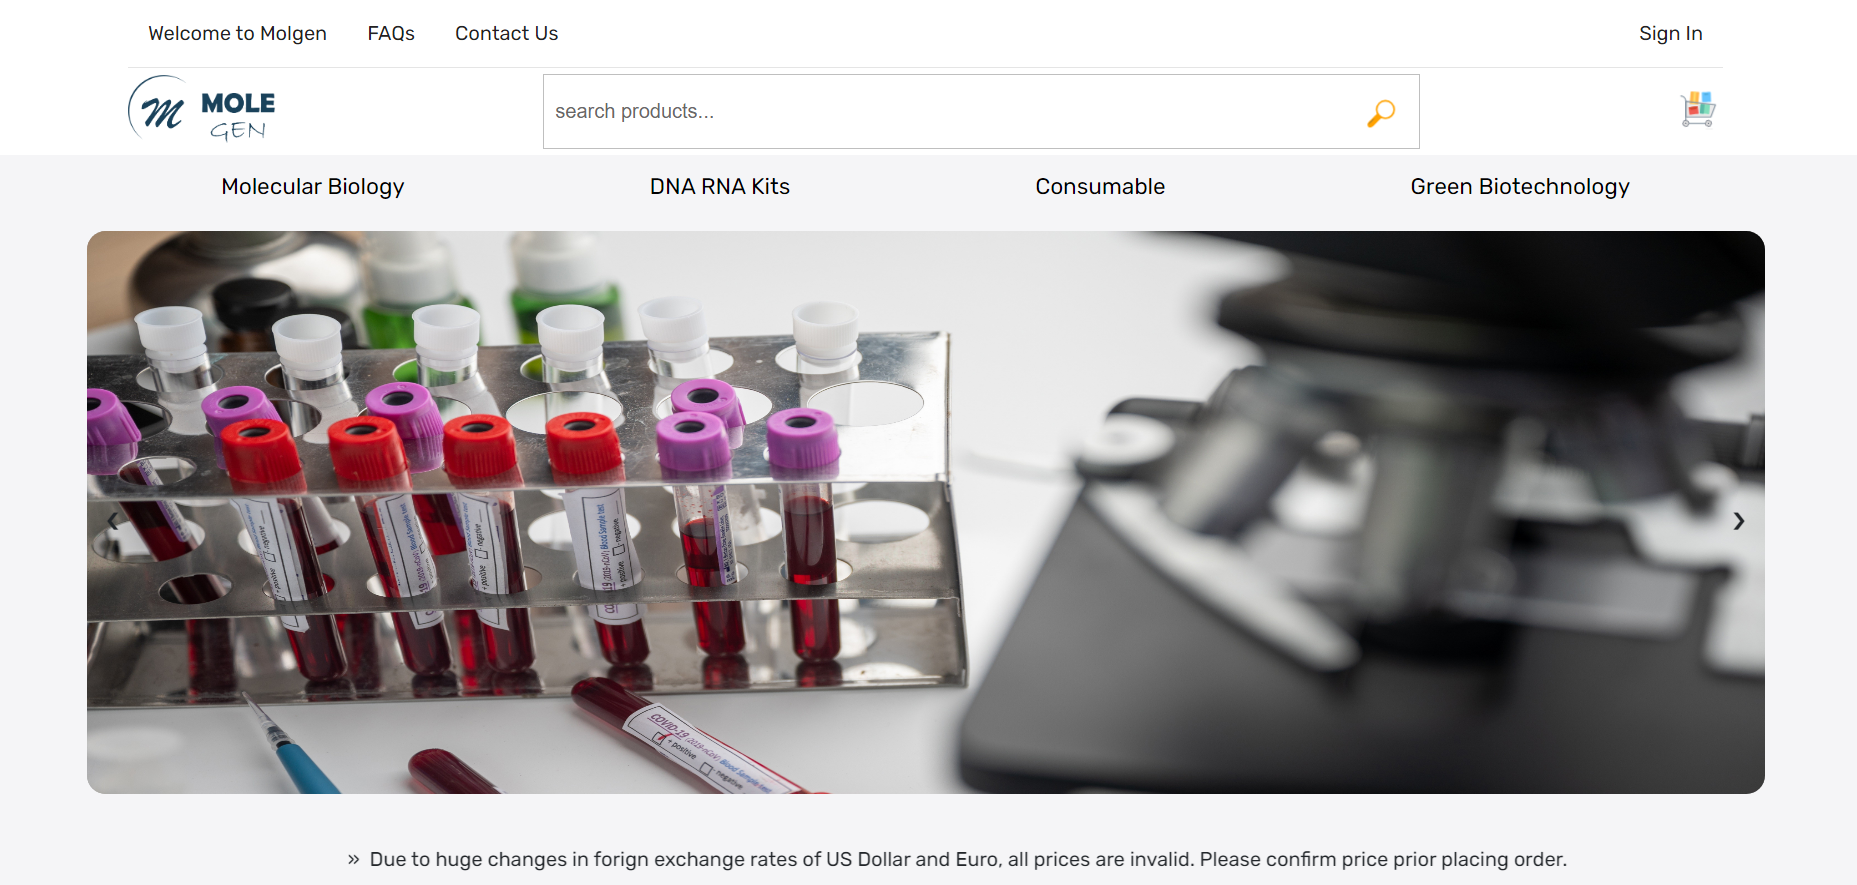 Welcome to Molgen FAQs Contact Us Sign In
M MOLE
GEN
search products...
Molecular Biology DNA RNA Kits Consumable Green Biotechnology
COVID-19 (2019-nCoV) Blood Sample test
+ positive - negative
» Due to huge changes in forign exchange rates of US Dollar and Euro, all prices are invalid. Please confirm price prior placing order.